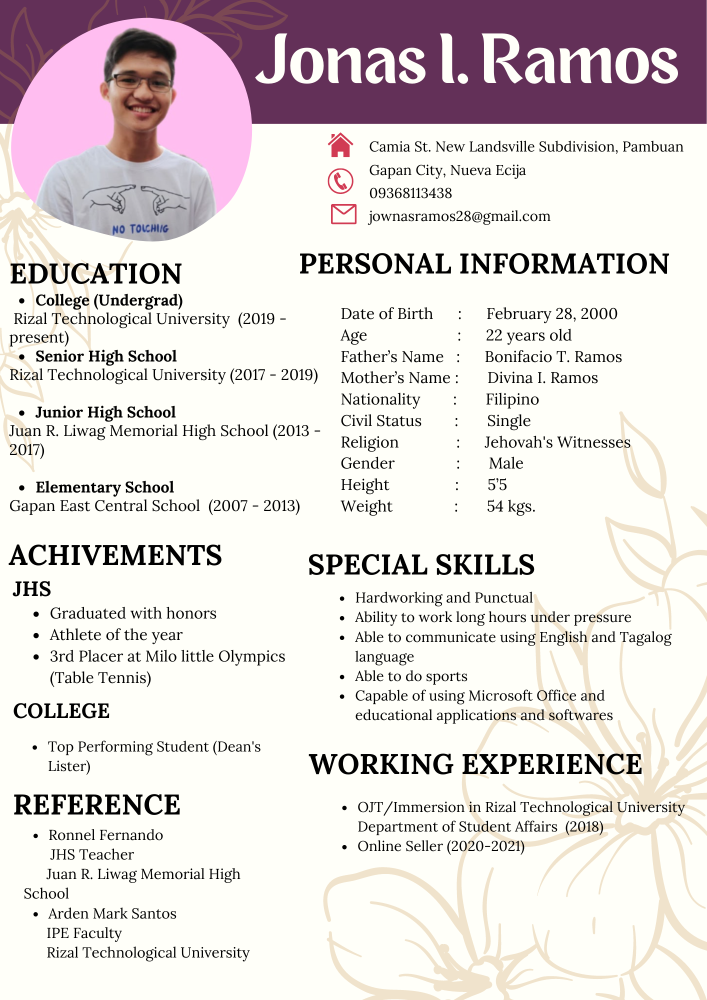 Jonas I. Ramos
NO TOUCHING
Camia St. New Landsville Subdivision, Pambuan
Gapan City, Nueva Ecija
09368113438
jownasramos28@gmail.com
EDUCATION
• College (Undergrad)
Rizal Technological University (2019 -
present)
• Senior High School
Rizal Technological University (2017 - 2019)
• Junior High School
Juan R. Liwag Memorial High School (2013 -
2017)
• Elementary School
Gapan East Central School (2007 - 2013)
PERSONAL INFORMATION
Date of Birth : February 28, 2000
Age : 22 years old
Father’s Name : Bonifacio T. Ramos
Mother’s Name : Divina I. Ramos
Nationality : Filipino
Civil Status : Single
Religion : Jehovah's Witnesses
Gender : Male
Height : 5’5
Weight : 54 kgs.
ACHIVEMENTS
JHS
• Graduated with honors
• Athlete of the year
• 3rd Placer at Milo little Olympics
(Table Tennis)
COLLEGE
• Top Performing Student (Dean's
Lister)
REFERENCE
• Ronnel Fernando
JHS Teacher
Juan R. Liwag Memorial High
School
• Arden Mark Santos
IPE Faculty
Rizal Technological University
SPECIAL SKILLS
• Hardworking and Punctual
• Ability to work long hours under pressure
• Able to communicate using English and Tagalog
language
• Able to do sports
• Capable of using Microsoft Office and
educational applications and softwares
WORKING EXPERIENCE
• OJT/Immersion in Rizal Technological University
Department of Student Affairs (2018)
• Online Seller (2020-2021)